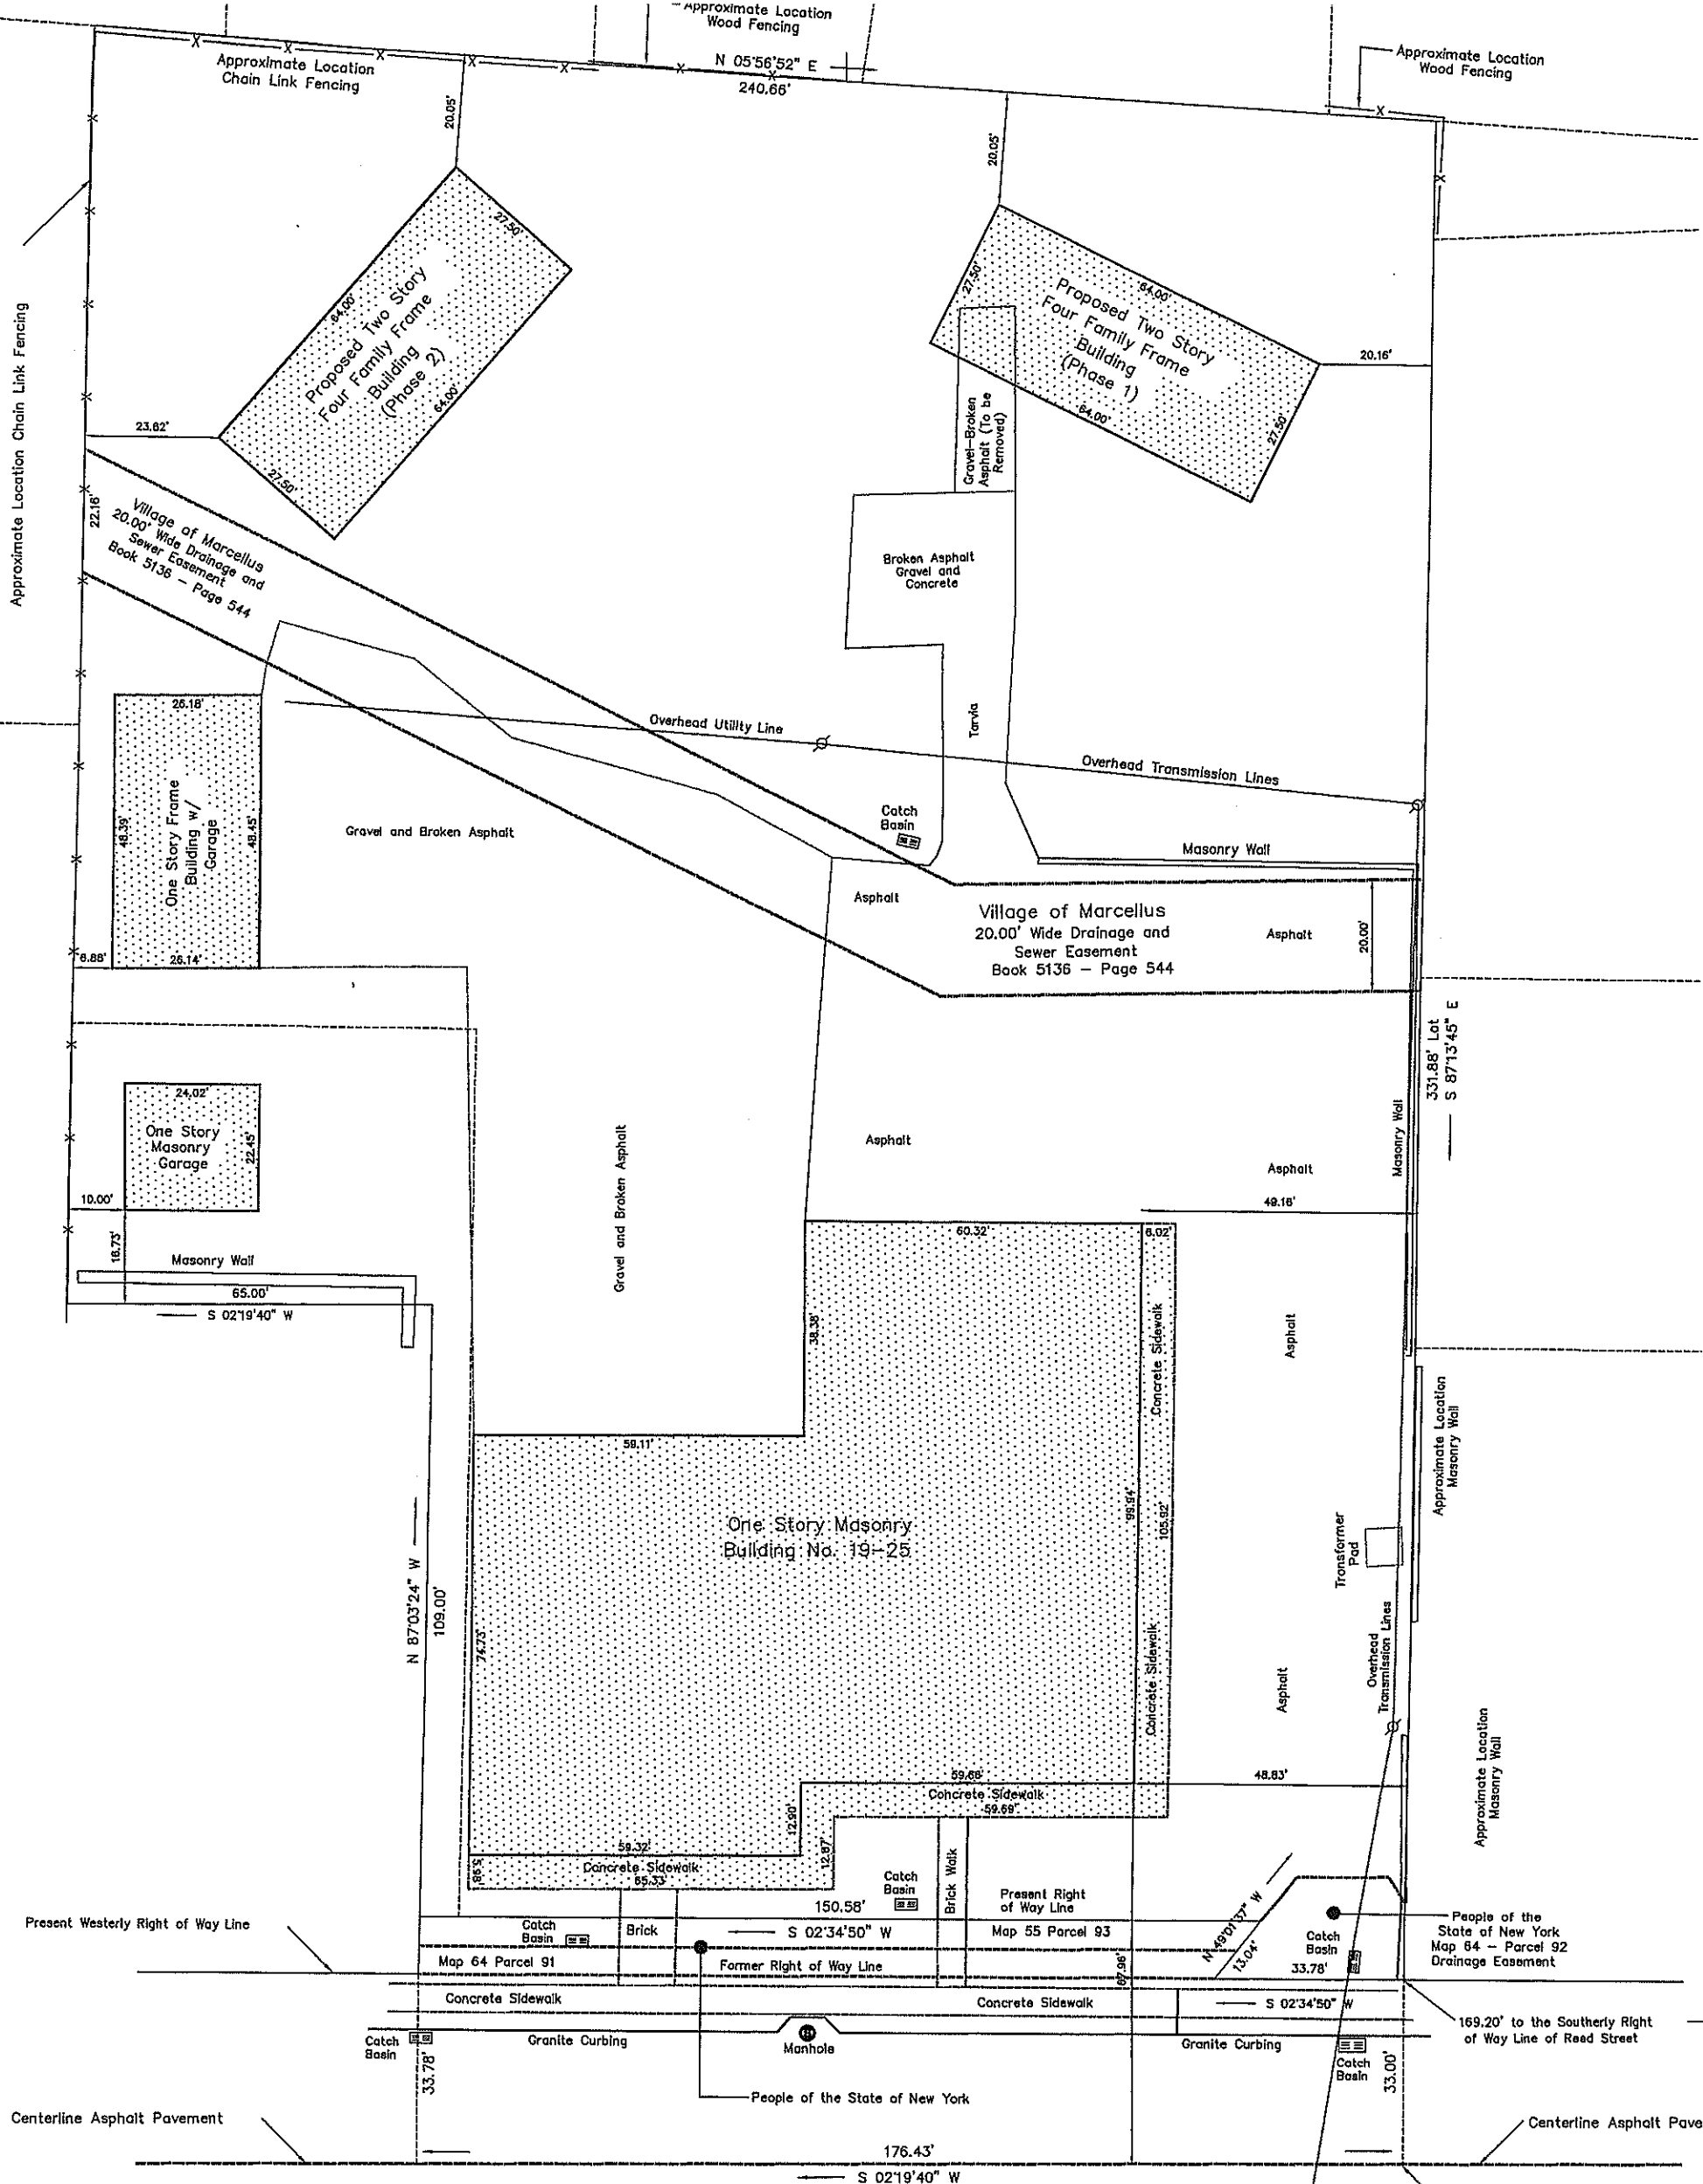 Approximate Location
Wood Fencing
N 05°56'52" E
240.66'
Approximate Location
Wood Fencing
Approximate Location
Chain Link Fencing
20.05'
20.05'
Approximate Location Chain Link Fencing
27.50'
64.00'
Proposed Two Story
Four Family Frame
Building
(Phase 2)
64.00'
27.50'
23.62'
27.50'
64.00'
Proposed Two Story
Four Family Frame
Building
(Phase 1)
64.00'
27.50'
20.16'
Gravel-Broken
Asphalt (To be
Removed)
22.16'
Village of Marcellus
20.00' Wide Drainage and
Sewer Easement
Book 5136 - Page 544
Broken Asphalt
Gravel and
Concrete
Tarvia
Overhead Utility Line
Overhead Transmission Lines
26.18'
48.39'
One Story Frame
Building w/
Garage
48.45'
26.14'
6.88'
Gravel and Broken Asphalt
Catch
Basin
Masonry Wall
Asphalt
Village of Marcellus
20.00' Wide Drainage and
Sewer Easement
Book 5136 - Page 544
Asphalt
20.00'
331.88' Lot
S 87°13'45" E
Masonry Wall
24.02'
One Story
Masonry
Garage
22.45'
10.00'
16.73'
Masonry Wall
65.00'
S 02°19'40" W
Gravel and Broken Asphalt
Asphalt
Asphalt
49.16'
60.32'
6.02'
38.38'
Concrete Sidewalk
Asphalt
59.11'
Approximate Location
Masonry Wall
One Story Masonry
Building No. 19-25
99.94'
105.92'
Transformer
Pad
N 87°03'24" W
109.00'
74.73'
Concrete Sidewalk
Asphalt
Overhead
Transmission Lines
Approximate Location
Masonry Wall
59.66'
48.83'
Concrete Sidewalk
59.69'
12.90'
12.87'
59.32'
Concrete Sidewalk
65.33'
5.98'
Catch
Basin
Brick Walk
Present Right
of Way Line
150.58'
S 02°34'50" W
Map 55 Parcel 93
N 49°01'37" W
13.04'
Present Westerly Right of Way Line
Catch
Basin
Brick
Map 64 Parcel 91
Former Right of Way Line
67.96'
Catch
Basin
33.78'
People of the
State of New York
Map 64 - Parcel 92
Drainage Easement
Concrete Sidewalk
Concrete Sidewalk
S 02°34'50" W
169.20' to the Southerly Right
of Way Line of Reed Street
Catch
Basin
Granite Curbing
Manhole
Granite Curbing
Catch
Basin
33.78'
33.00'
People of the State of New York
Centerline Asphalt Pavement
Centerline Asphalt Pave
176.43'
S 02°19'40" W